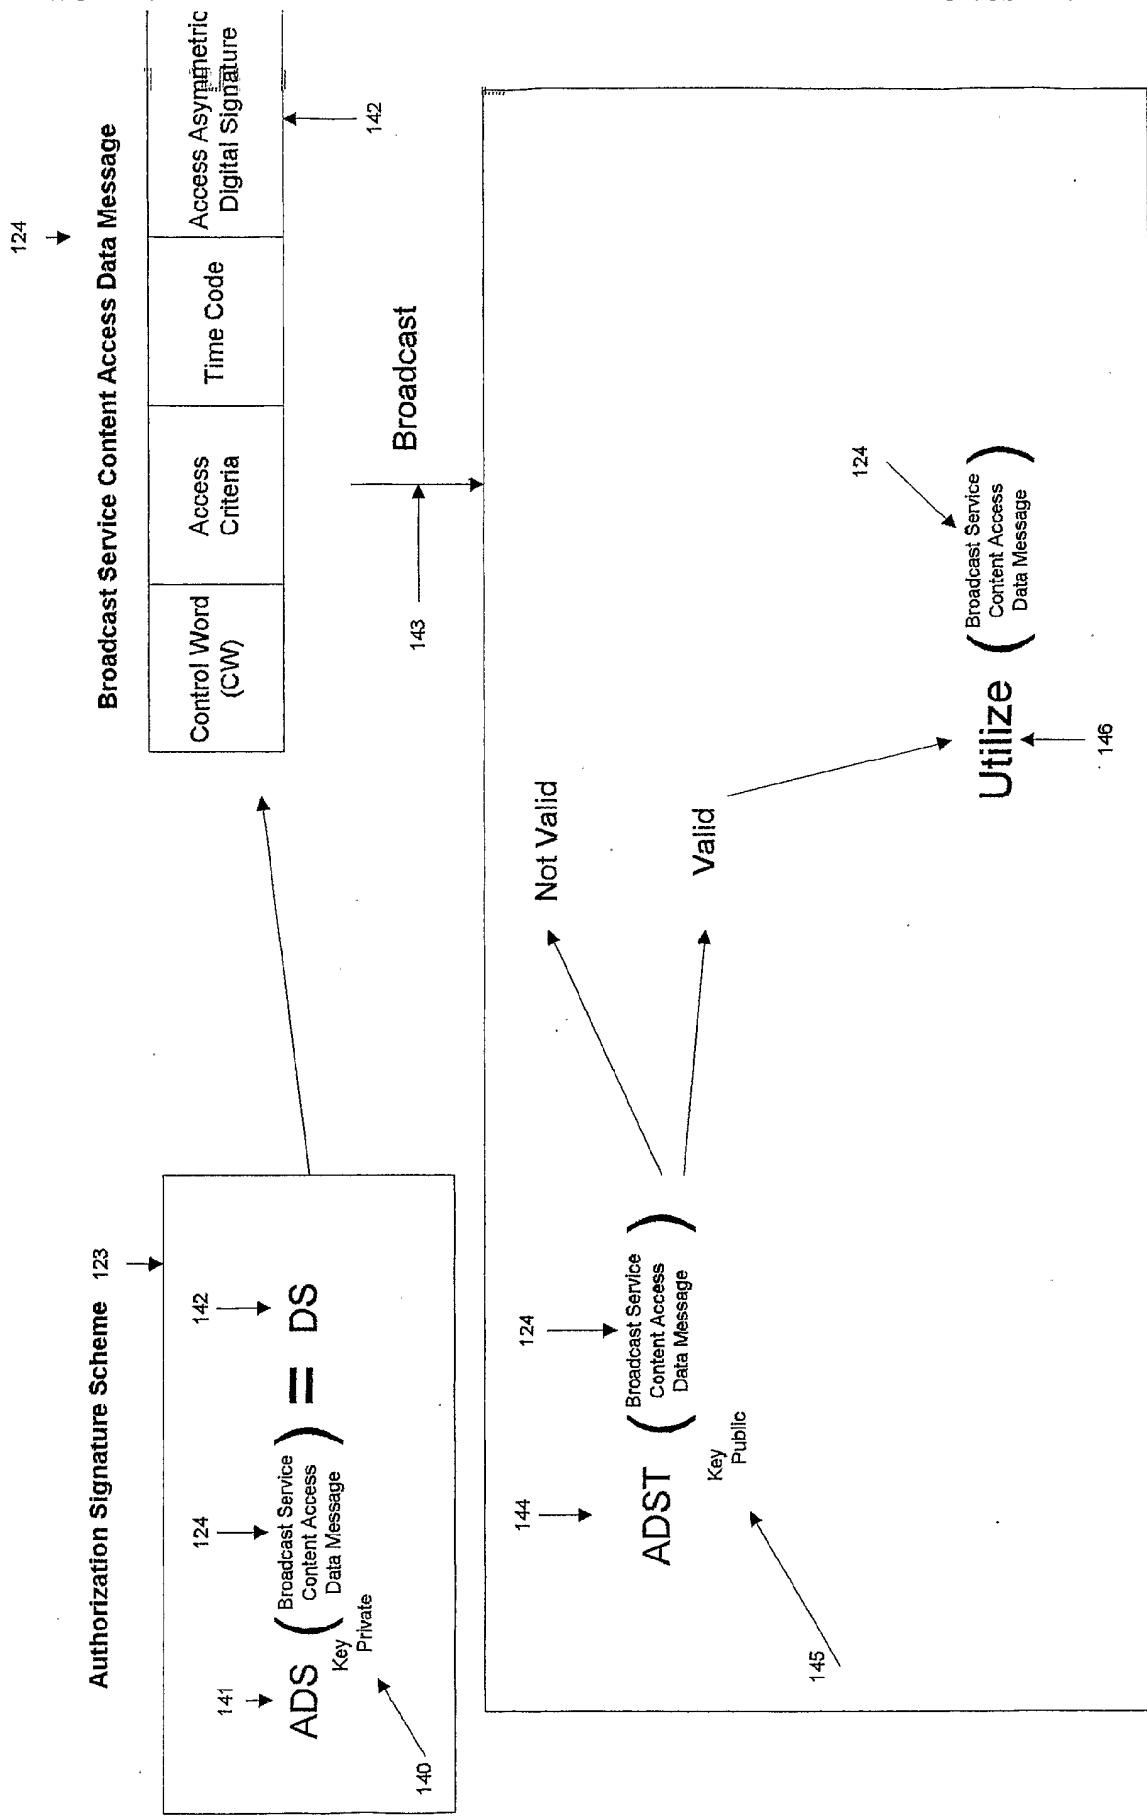 Authorization Signature Scheme 123
141
124
142
ADS ( Broadcast Service
Content Access
Data Message ) = DS
Key
Private
140
124
Broadcast Service Content Access Data Message
Control Word
(CW)
Access
Criteria
Time Code
Access Asymmetric
Digital Signature
142
143
Broadcast
144
124
ADST ( Broadcast Service
Content Access
Data Message )
Key
Public
145
Not Valid
Valid
124
Utilize ( Broadcast Service
Content Access
Data Message )
146